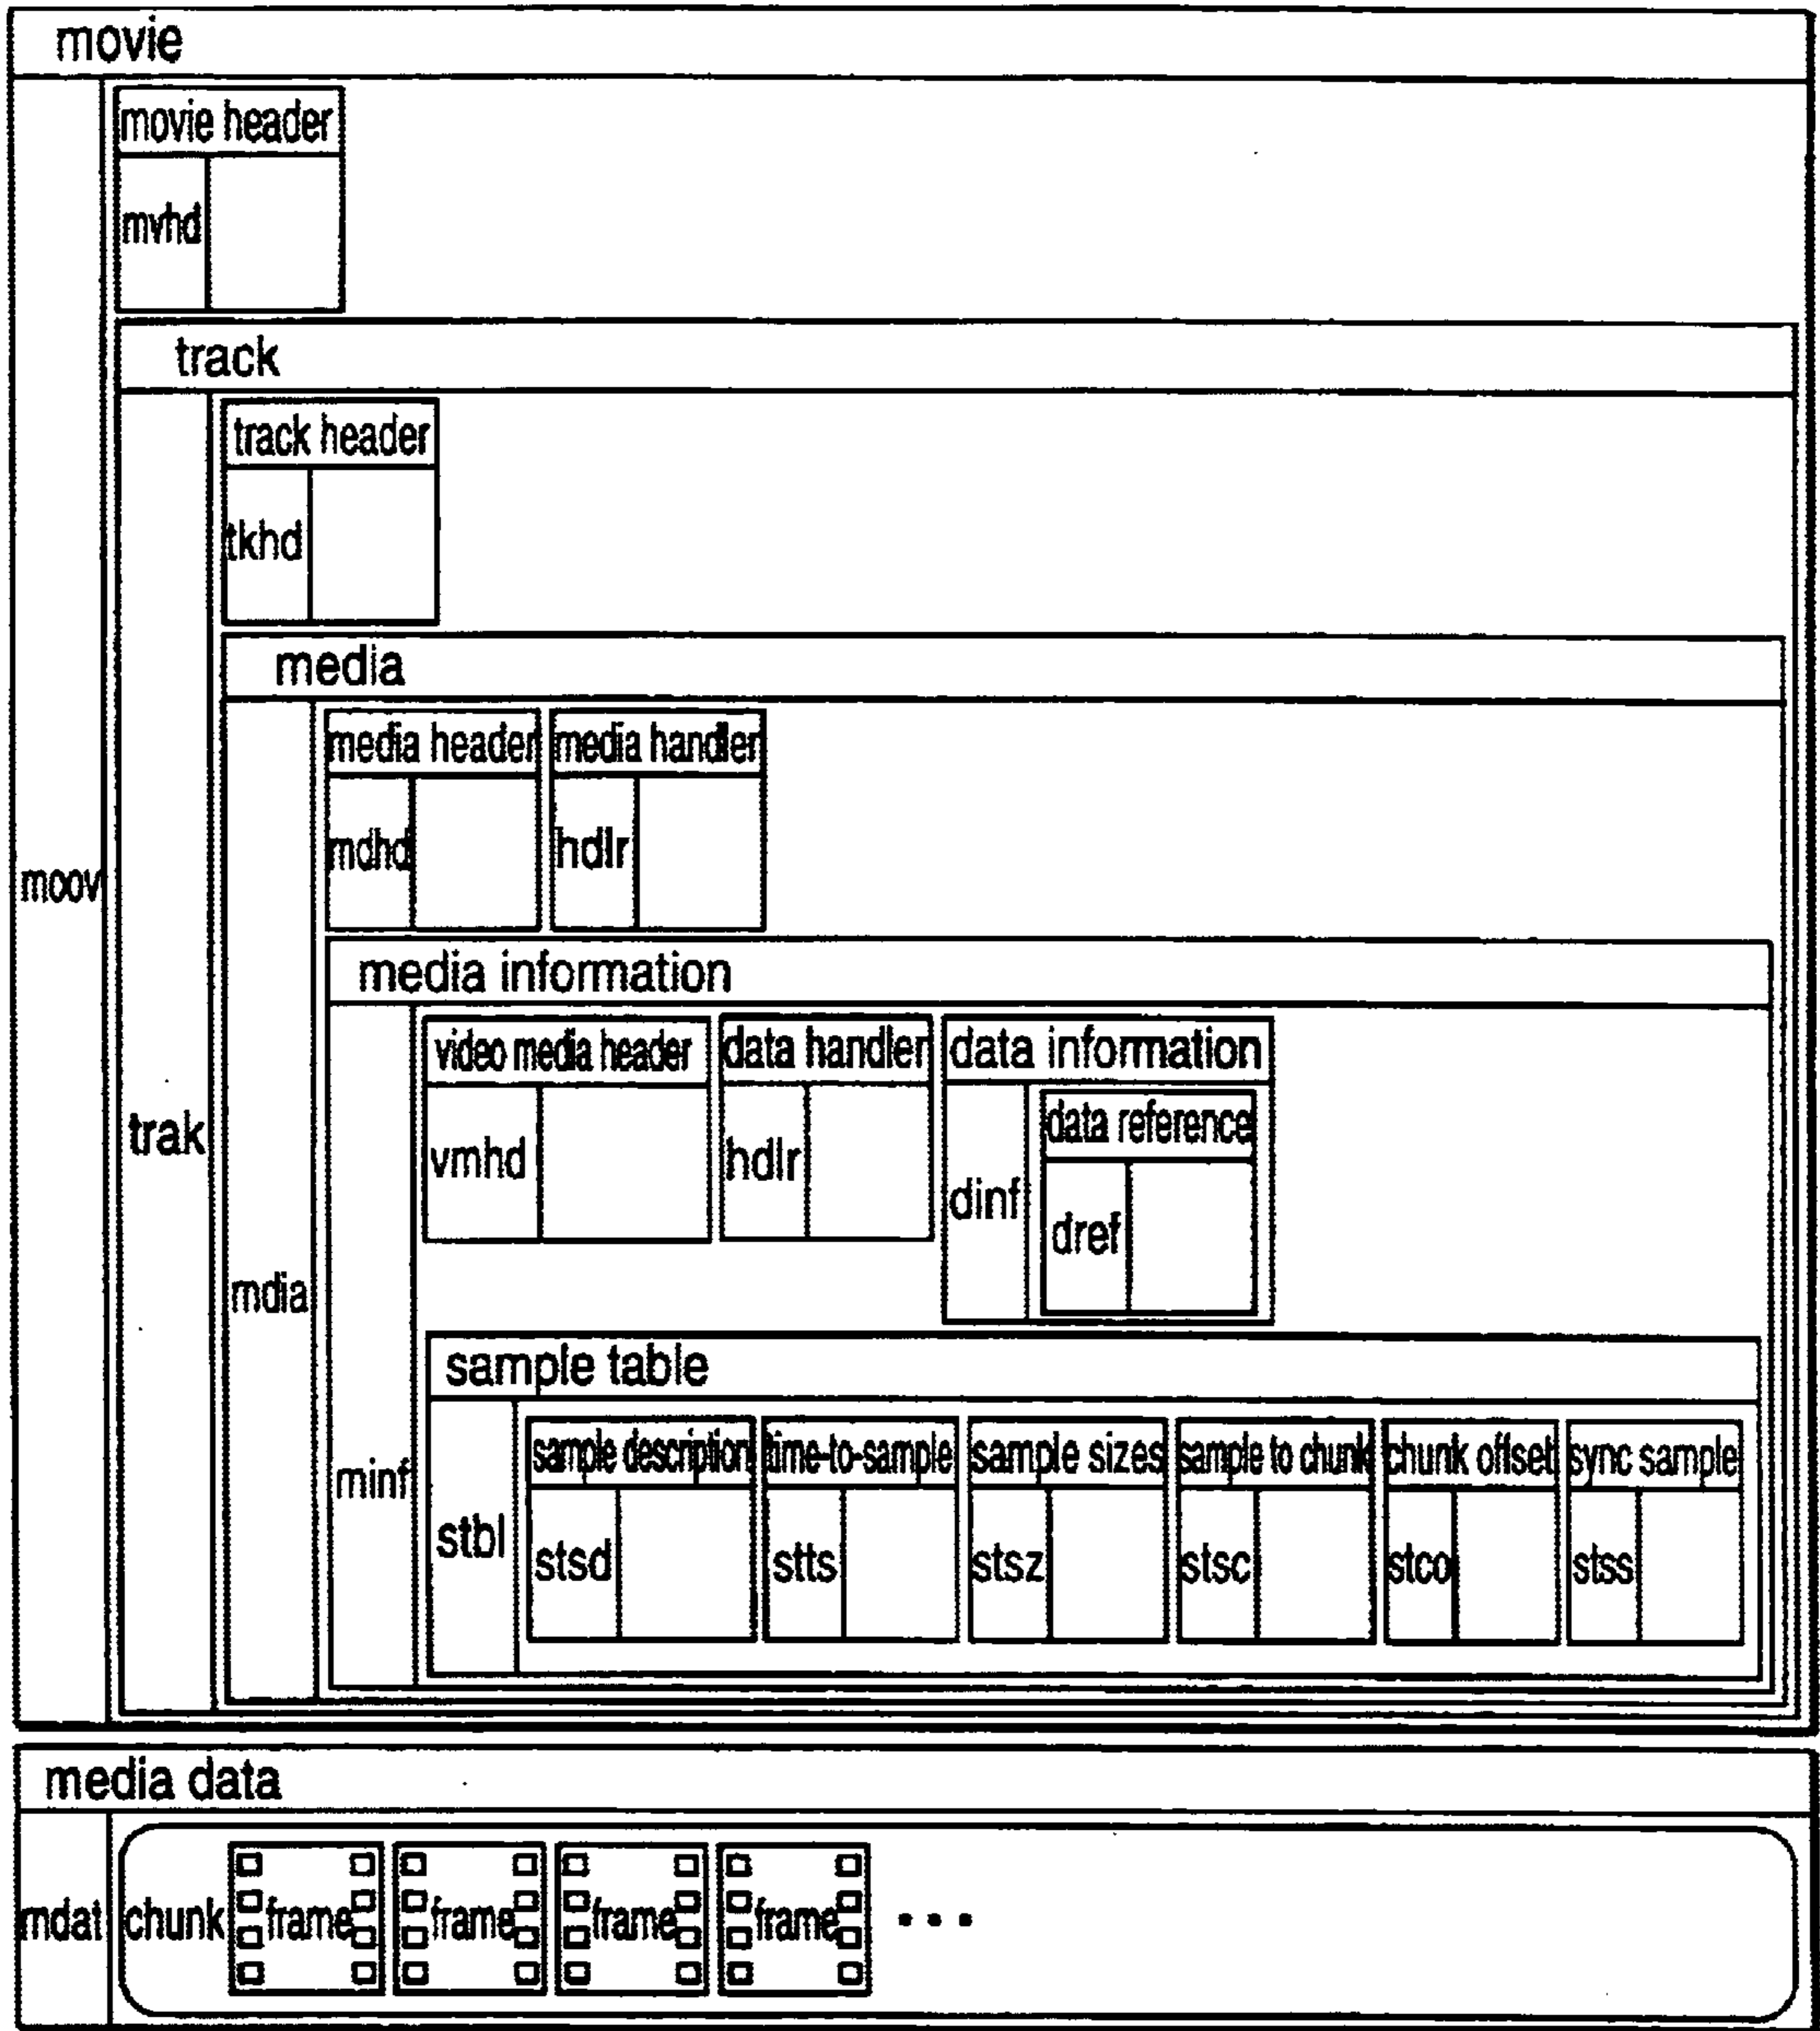 movie
movie header
mvhd
track
track header
tkhd
media
media header media handler
mdhd hdlr
moov
media information
video media header data handler data information
data reference
trak
vmhd hdlr
dinf
dref
mdia
sample table
sample description time-to-sample sample sizes sample to chunk chunk offset sync sample
minf
stbl
stsd stts stsz stsc stco stss
media data
mdat chunk frame frame frame frame ...